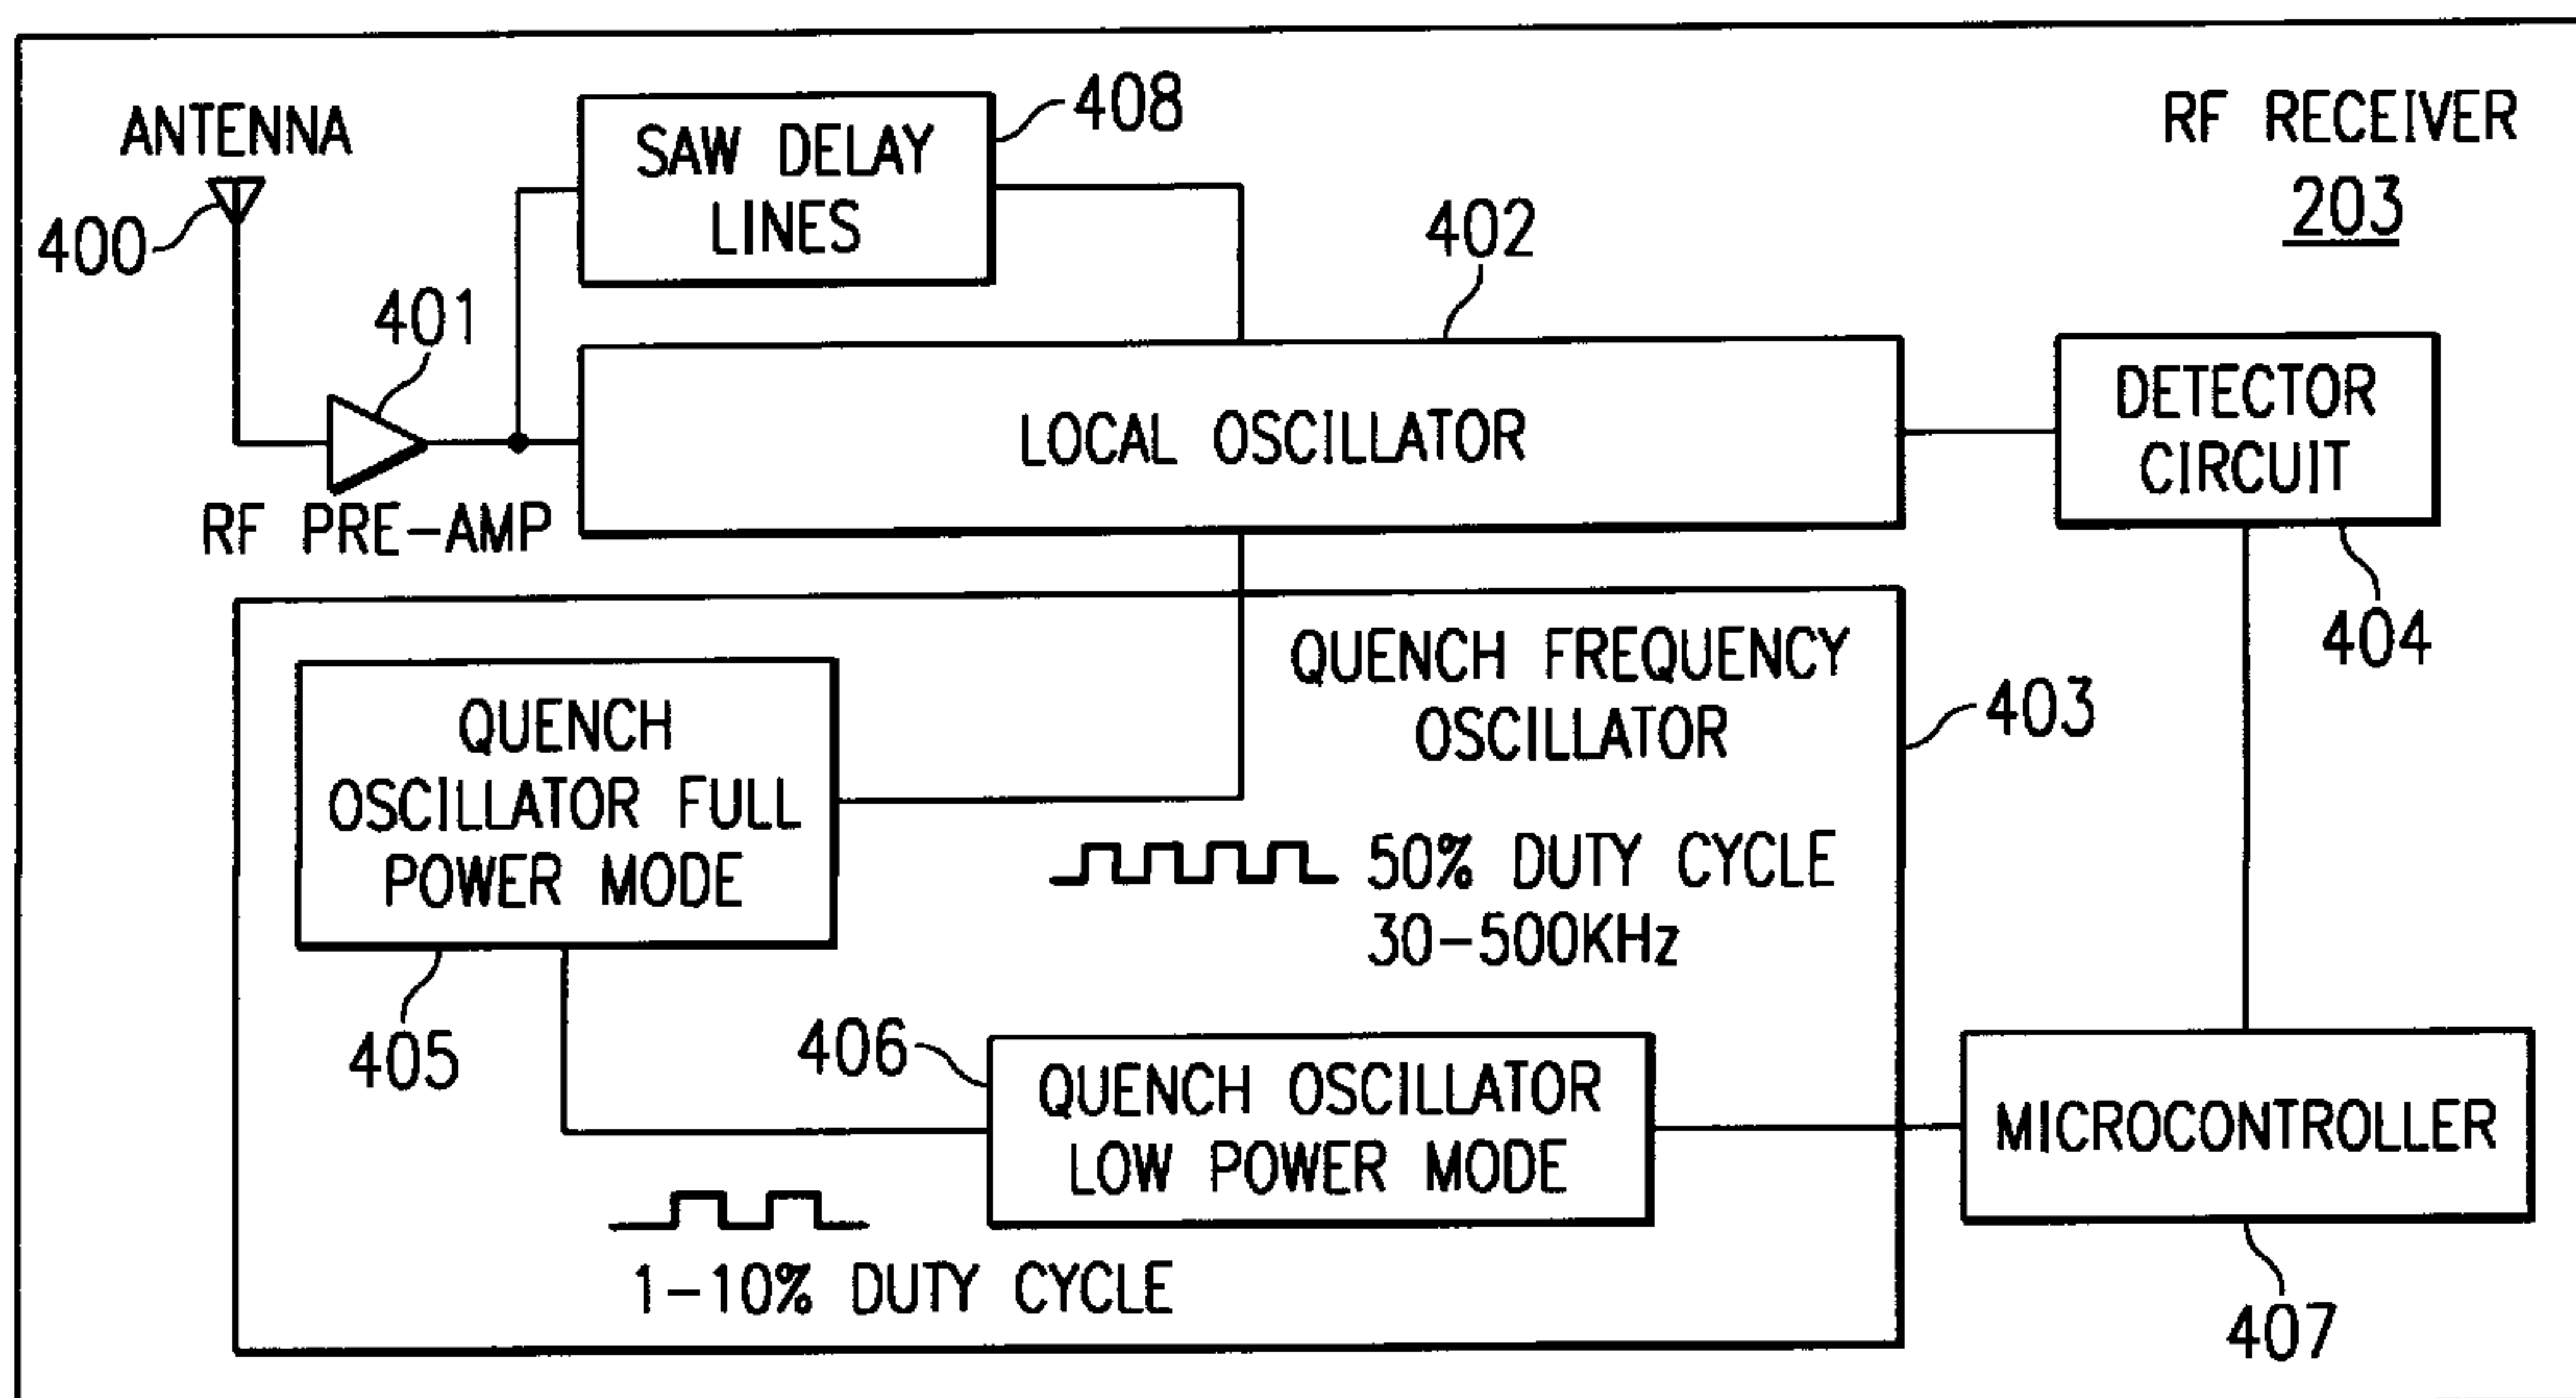 ANTENNA
400
401
RF PRE-AMP
SAW DELAY
LINES
408
RF RECEIVER
203
402
LOCAL OSCILLATOR
DETECTOR
CIRCUIT
404
QUENCH FREQUENCY
OSCILLATOR
403
QUENCH
OSCILLATOR FULL
POWER MODE
405
50% DUTY CYCLE
30-500KHz
406
QUENCH OSCILLATOR
LOW POWER MODE
1-10% DUTY CYCLE
MICROCONTROLLER
407